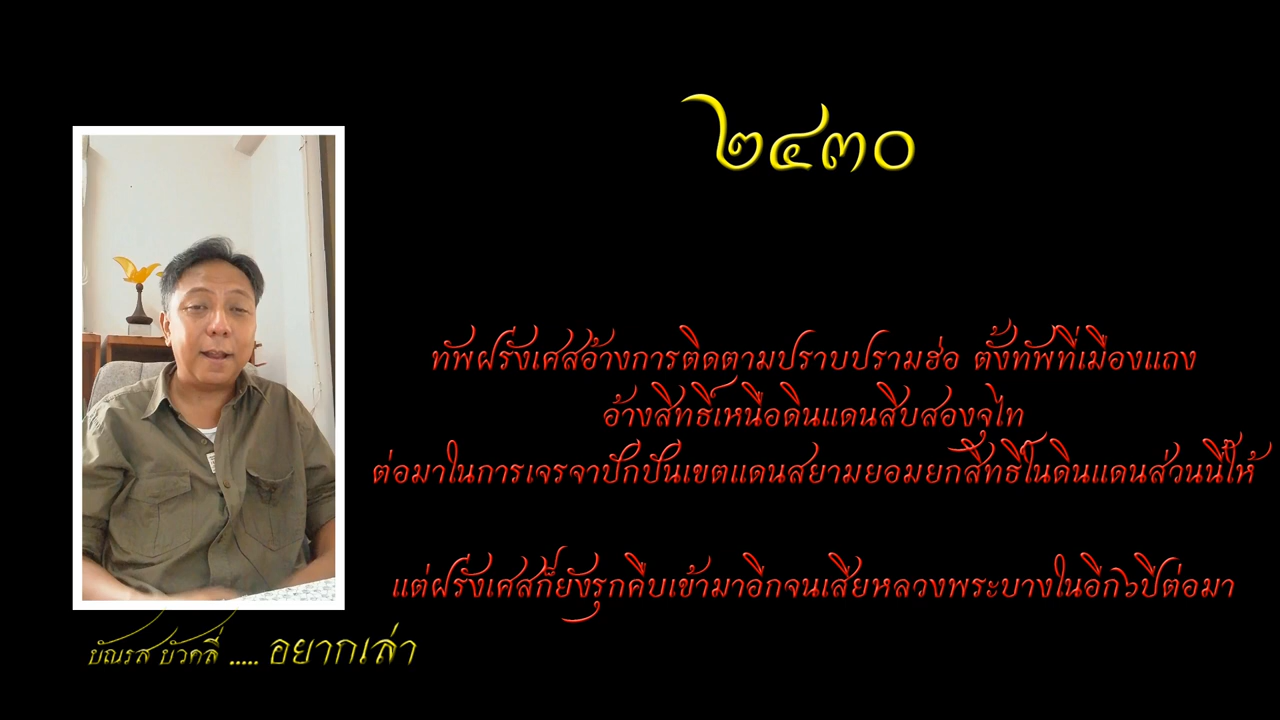 ๒๔๓๐
ทัพฝรั่งเศสอ้างการติดตามปราบปรามฮ่อ ตั้งทัพที่เมืองแถง
อ้างสิทธิ์เหนือดินแดนสิบสองจุไท
ต่อมาในการเจรจาปักปันเขตแดนสยามยอมยกสิทธิ์ในดินแดนส่วนนี้ให้
แต่ฝรั่งเศสก็ยังรุกคืบเข้ามาอีกจนเสียหลวงพระบางในอีก๖ปีต่อมา
บัณรส บัวคลี่ ..... อยากเล่า